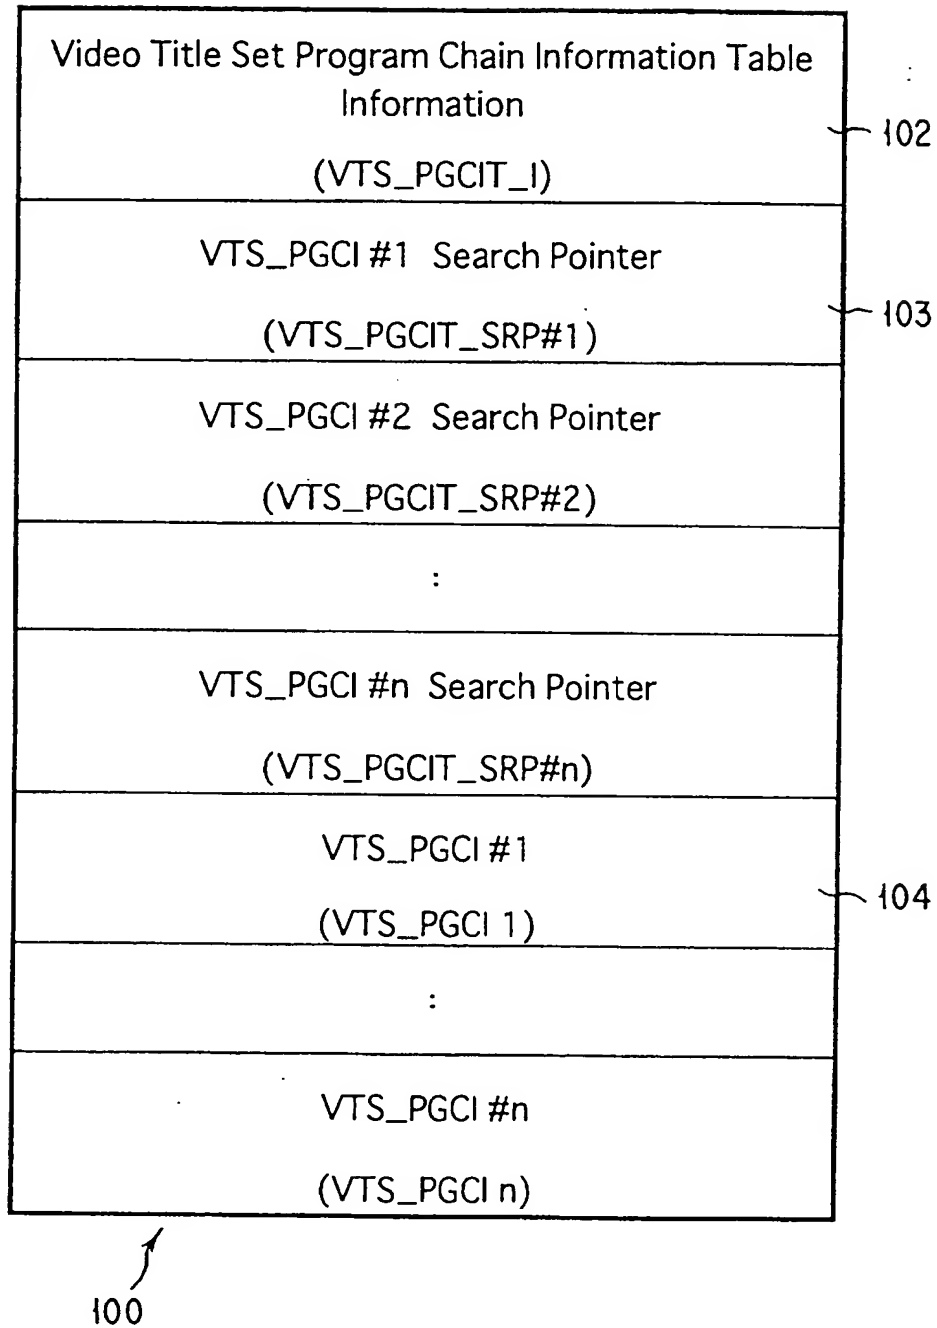 Video Title Set Program Chain Information Table
Information
(VTS_PGCIT_I)
102
VTS_PGCI #1 Search Pointer
(VTS_PGCIT_SRP#1)
103
VTS_PGCI #2 Search Pointer
(VTS_PGCIT_SRP#2)
:
VTS_PGCI #n Search Pointer
(VTS_PGCIT_SRP#n)
VTS_PGCI #1
(VTS_PGCI 1)
104
:
VTS_PGCI #n
(VTS_PGCI n)
100